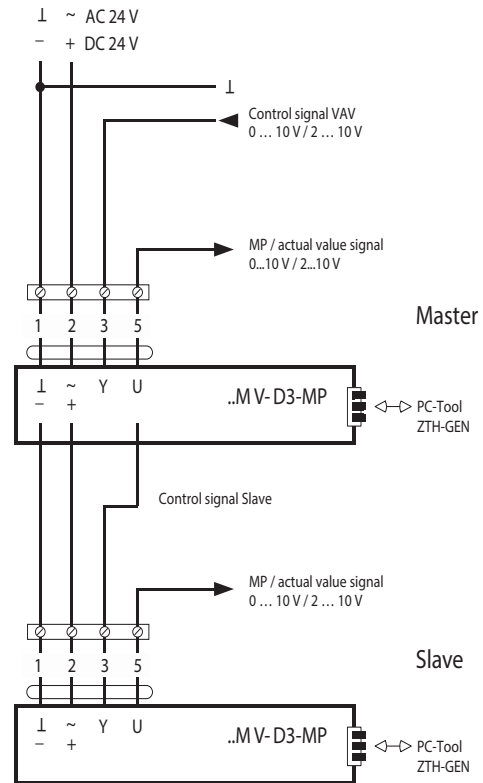 ⊥ ~ AC 24 V
– + DC 24 V
⊥
Control signal VAV
0 … 10 V / 2 … 10 V
MP / actual value signal
0...10 V / 2...10 V
Master
1 2 3 5
⊥ ~ Y U
– +
..M V- D3-MP
PC-Tool
ZTH-GEN
Control signal Slave
MP / actual value signal
0 … 10 V / 2 … 10 V
Slave
1 2 3 5
⊥ ~ Y U
– +
..M V- D3-MP
PC-Tool
ZTH-GEN